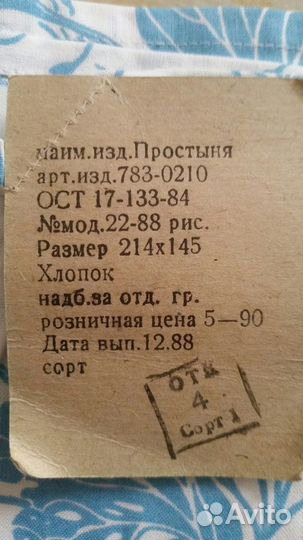 наим.изд.Простыня
арт.изд.783-0210
ОСТ 17-133-84
№мод.22-88 рис.
Размер 214х145
Хлопок
надб.за отд. гр.
розничная цена 5—90
Дата вып.12.88
сорт
ОТК
4
Сорт 1
Avito